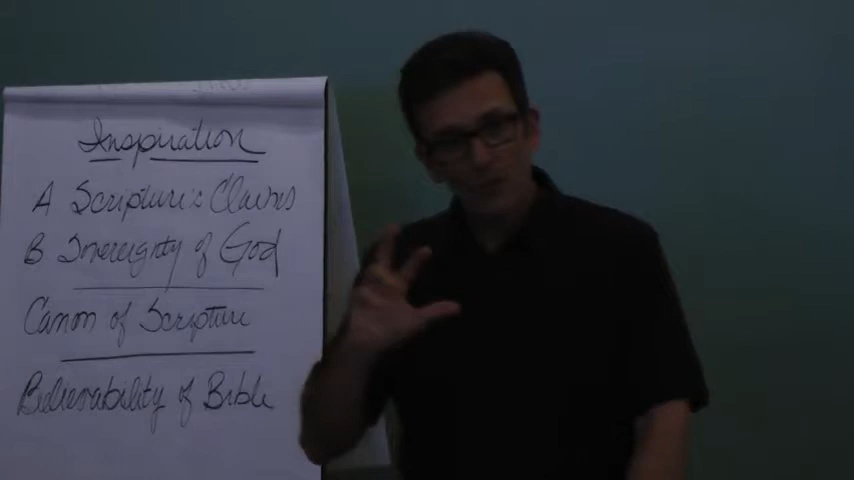 Inspiration
A Scripture's Claims
B Sovereignty of God
Canon of Scripture
Believability of Bible